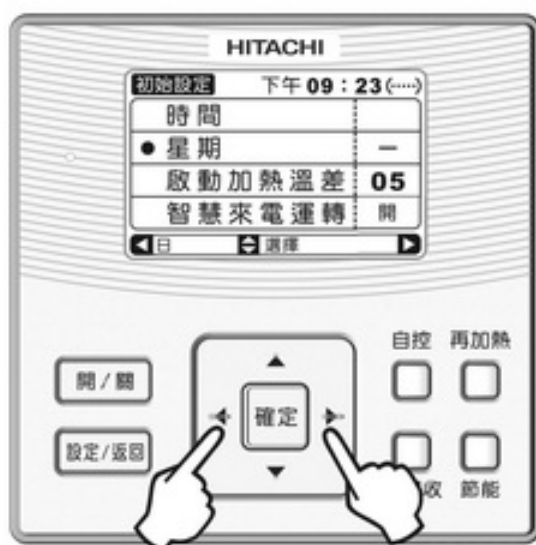 HITACHI
初始設定 下午 09：23(-----)
時間
● 星期 一
啟動加熱溫差 05
智慧來電運轉 開
◀日 選擇 ▶
自控 再加熱
開/關
確定
設定/返回
收 節能